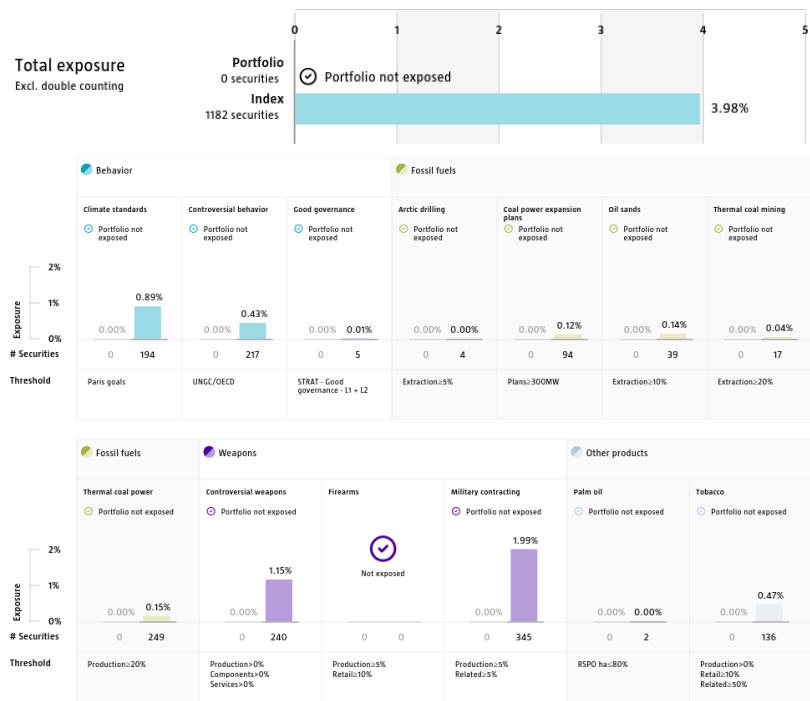 0 1 2 3 4 5
Total exposure
Excl. double counting
Portfolio
0 securities
Portfolio not exposed
Index
1182 securities
3.98%
Behavior
Fossil fuels
Climate standards
Controversial behavior
Good governance
Arctic drilling
Coal power expansion
plans
Oil sands
Thermal coal mining
Portfolio not
exposed
Portfolio not
exposed
Portfolio not
exposed
Portfolio not
exposed
Portfolio not
exposed
Portfolio not
exposed
Portfolio not
exposed
Exposure
2%
1%
0%
0.00% 0.89%
0.00% 0.43%
0.00% 0.01%
0.00% 0.00%
0.00% 0.12%
0.00% 0.14%
0.00% 0.04%
# Securities
0 194
0 217
0 5
0 4
0 94
0 39
0 17
Threshold
Paris goals
UNGC/OECD
STRAT - Good
governance - L1 + L2
Extraction≥5%
Plans≥300MW
Extraction≥10%
Extraction≥20%
Fossil fuels
Weapons
Other products
Thermal coal power
Controversial weapons
Firearms
Military contracting
Palm oil
Tobacco
Portfolio not exposed
Portfolio not exposed
Not exposed
Portfolio not exposed
Portfolio not exposed
Portfolio not exposed
Exposure
2%
1%
0%
0.00% 0.15%
0.00% 1.15%
0.00% 1.99%
0.00% 0.00%
0.00% 0.47%
# Securities
0 249
0 240
0 0
0 345
0 2
0 136
Threshold
Production≥20%
Production>0%
Components>0%
Services>0%
Production≥5%
Retail≥10%
Production≥5%
Related≥5%
RSPO ha≤80%
Production>0%
Retail≥10%
Related≥50%